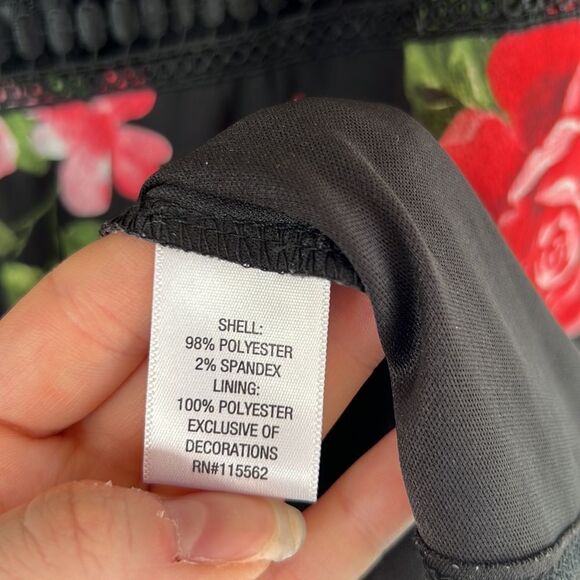 SHELL:
98% POLYESTER
2% SPANDEX
LINING:
100% POLYESTER
EXCLUSIVE OF
DECORATIONS
RN#115562